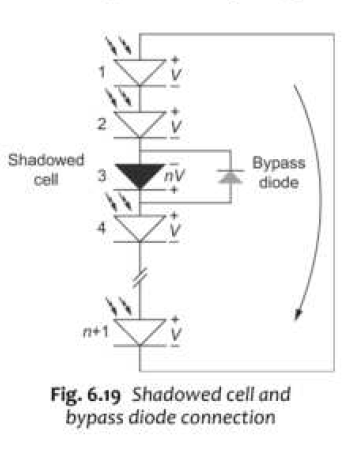 1
+
V
−
2
+
V
−
Shadowed
cell
3
−
nV
+
Bypass
diode
4
+
V
−
n+1
+
V
−
Fig. 6.19 Shadowed cell and
bypass diode connection